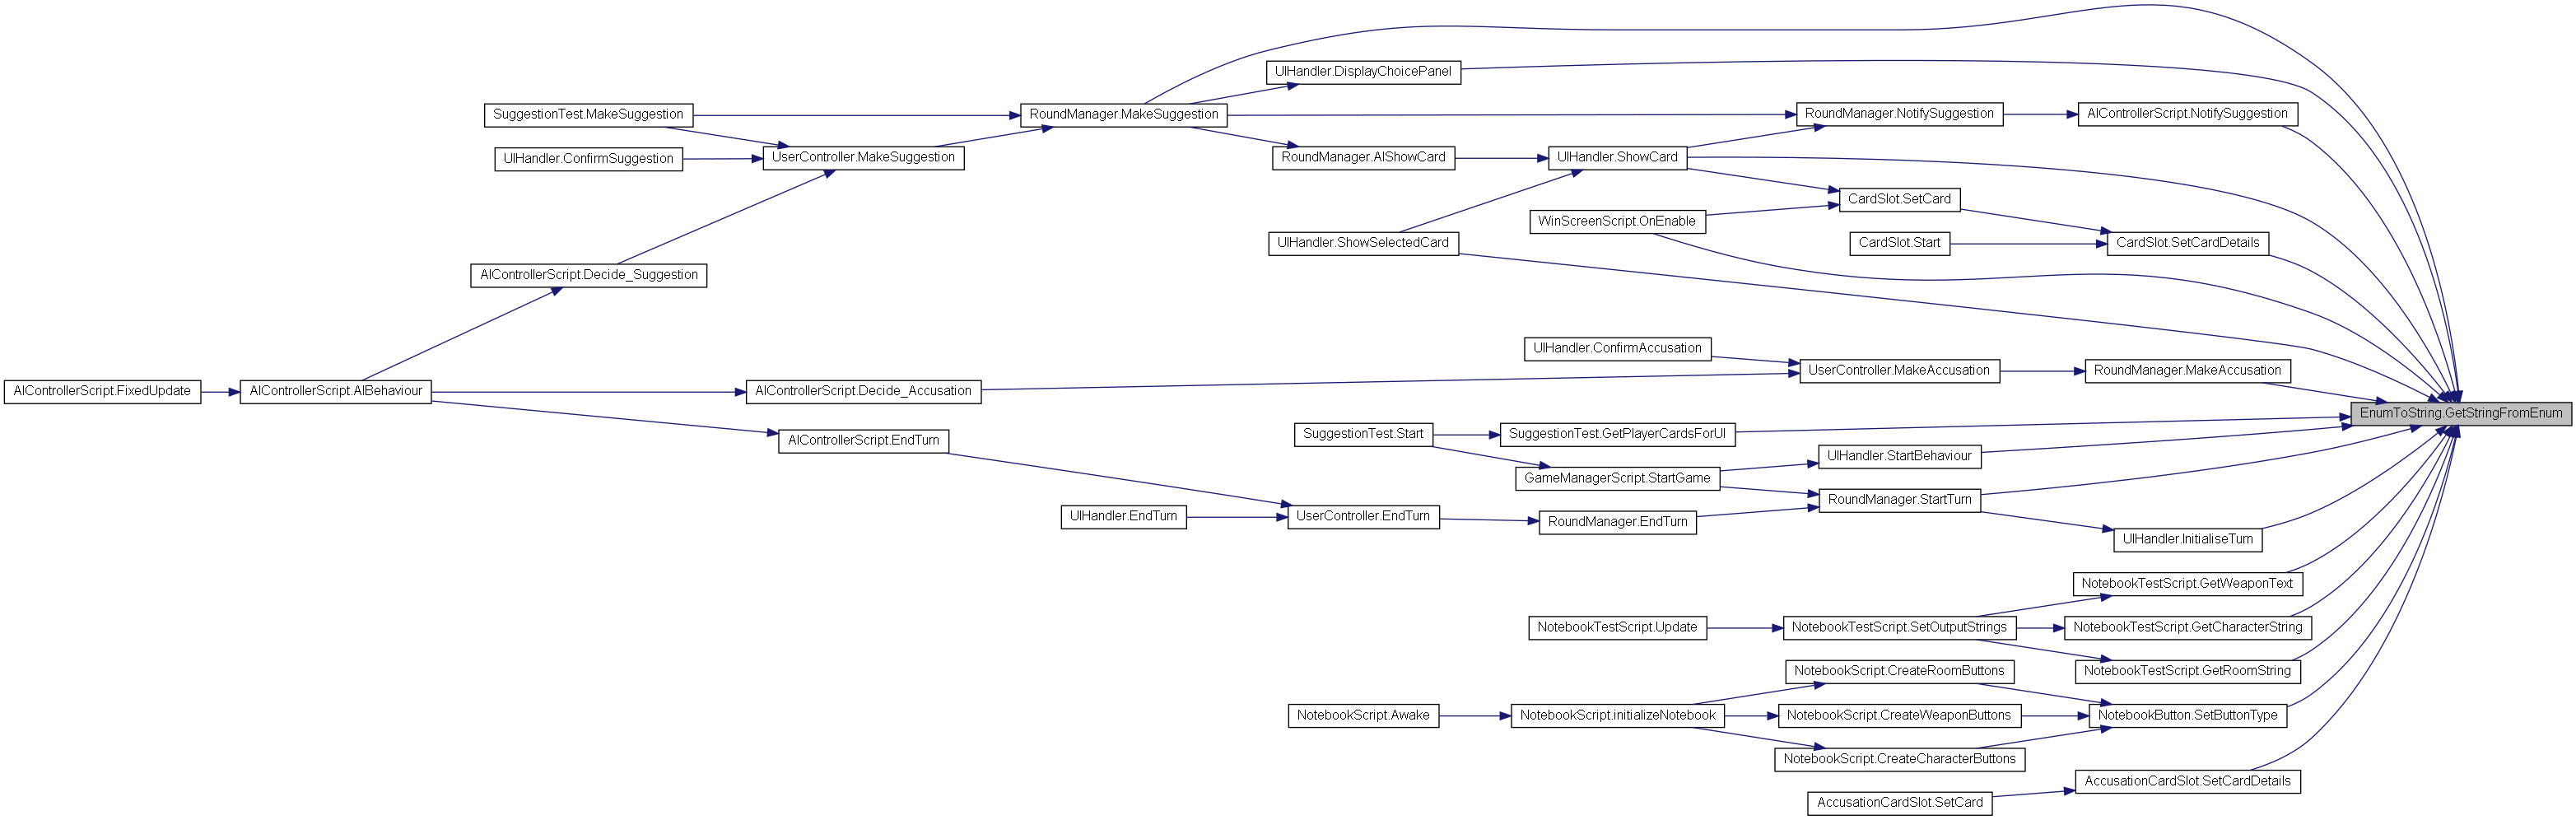 UIHandler.DisplayChoicePanel
SuggestionTest.MakeSuggestion
RoundManager.MakeSuggestion
RoundManager.NotifySuggestion
AIControllerScript.NotifySuggestion
UIHandler.ConfirmSuggestion
UserController.MakeSuggestion
RoundManager.AIShowCard
UIHandler.ShowCard
CardSlot.SetCard
WinScreenScript.OnEnable
UIHandler.ShowSelectedCard
CardSlot.Start
CardSlot.SetCardDetails
AIControllerScript.Decide_Suggestion
UIHandler.ConfirmAccusation
AIControllerScript.FixedUpdate
AIControllerScript.AIBehaviour
AIControllerScript.Decide_Accusation
UserController.MakeAccusation
RoundManager.MakeAccusation
EnumToString.GetStringFromEnum
AIControllerScript.EndTurn
SuggestionTest.Start
SuggestionTest.GetPlayerCardsForUI
UIHandler.StartBehaviour
GameManagerScript.StartGame
RoundManager.StartTurn
UIHandler.EndTurn
UserController.EndTurn
RoundManager.EndTurn
UIHandler.InitialiseTurn
NotebookTestScript.GetWeaponText
NotebookTestScript.Update
NotebookTestScript.SetOutputStrings
NotebookTestScript.GetCharacterString
NotebookScript.CreateRoomButtons
NotebookTestScript.GetRoomString
NotebookScript.Awake
NotebookScript.initializeNotebook
NotebookScript.CreateWeaponButtons
NotebookButton.SetButtonType
NotebookScript.CreateCharacterButtons
AccusationCardSlot.SetCardDetails
AccusationCardSlot.SetCard